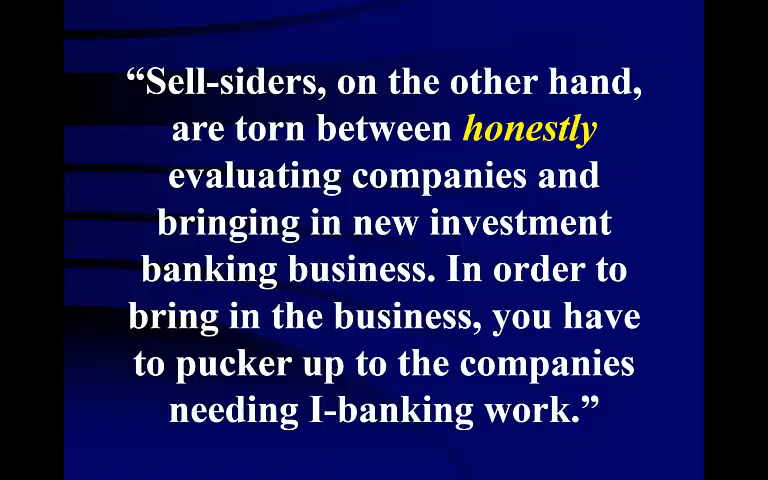 “Sell-siders, on the other hand,
are torn between honestly
evaluating companies and
bringing in new investment
banking business. In order to
bring in the business, you have
to pucker up to the companies
needing I-banking work.”